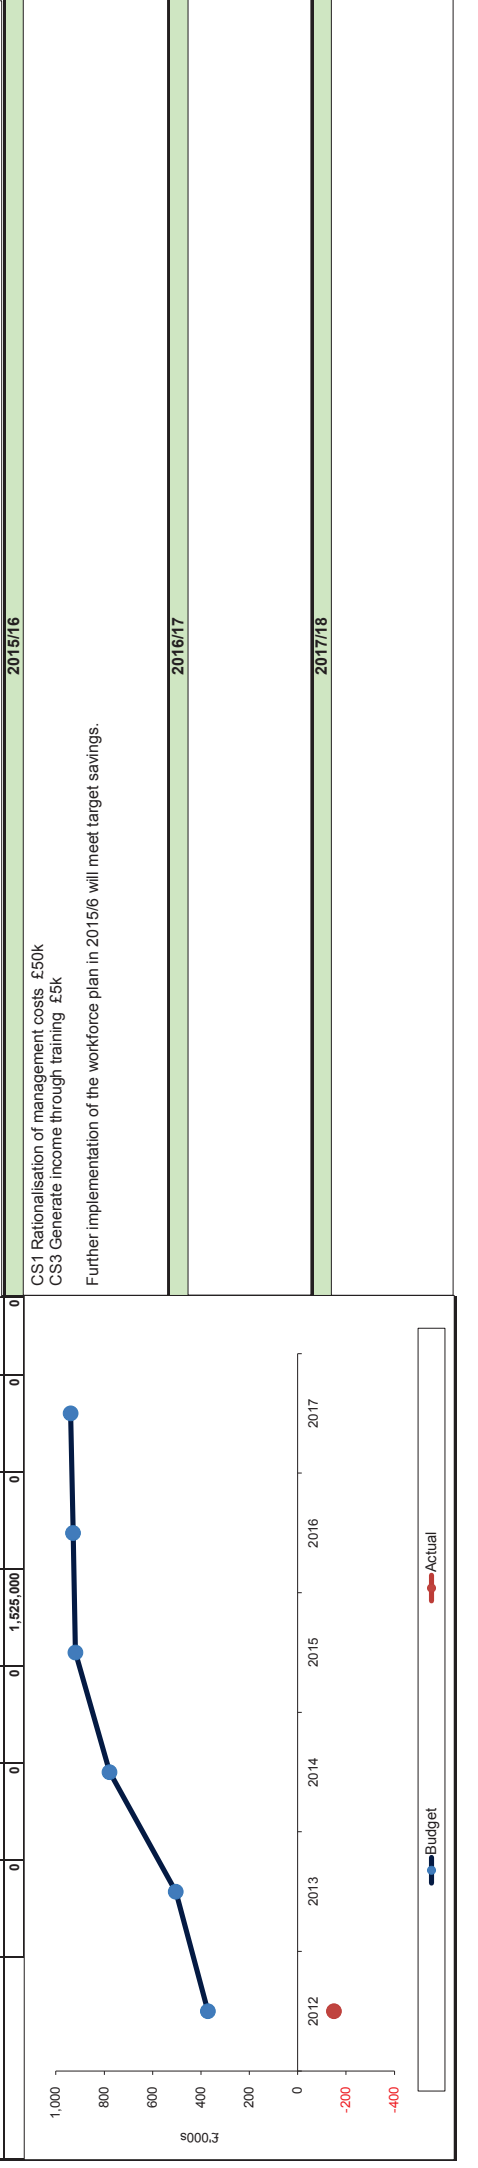 0 0 0 1,525,000 0 0 0
£'000s
1,000
800
600
400
200
0
-200
-400
2012 2013 2014 2015 2016 2017
Budget Actual
2015/16
CS1 Rationalisation of management costs £50k
CS3 Generate income through training £5k
Further implementation of the workforce plan in 2015/6 will meet target savings.
2016/17
2017/18